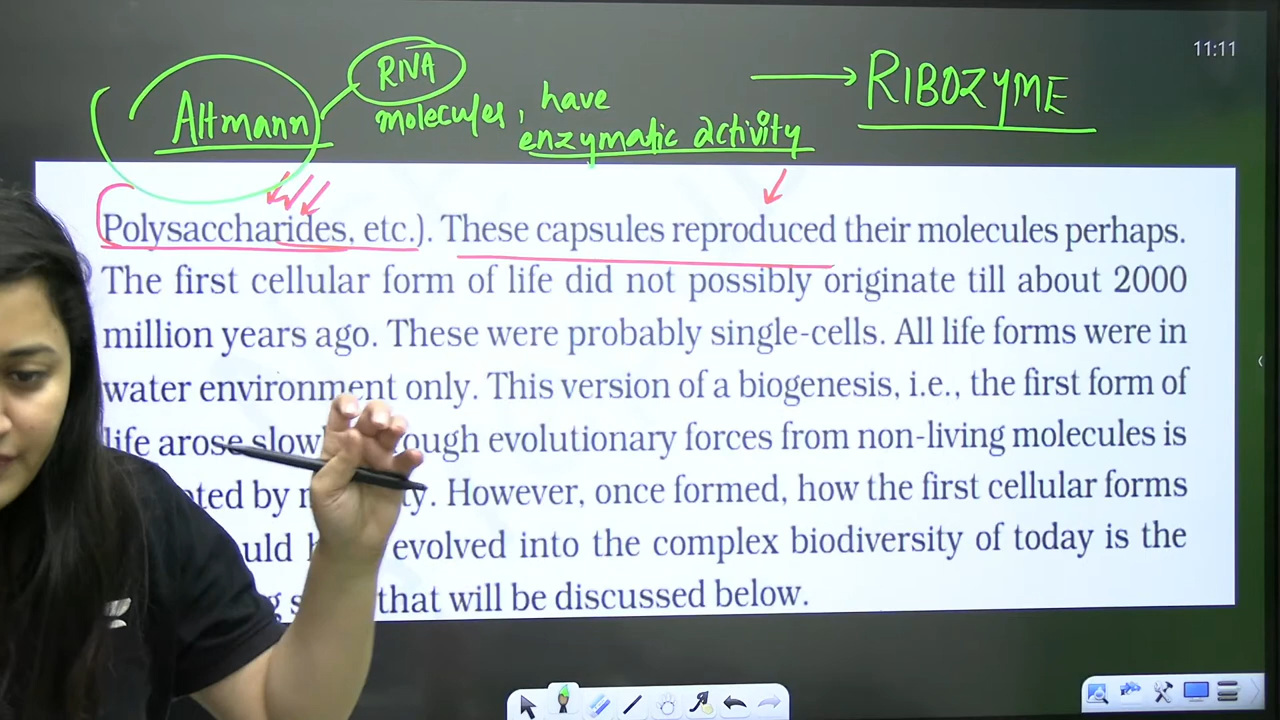 11:11
RNA
Altmann
molecules, have
enzymatic activity
→ RIBOZYME
Polysaccharides, etc.). These capsules reproduced their molecules perhaps.
The first cellular form of life did not possibly originate till about 2000
million years ago. These were probably single-cells. All life forms were in
water environment only. This version of a biogenesis, i.e., the first form of
life arose evolutionary forces from non-living molecules is
by However, once formed, how the first cellular forms
evolved into the complex biodiversity of today is the
that will be discussed below.